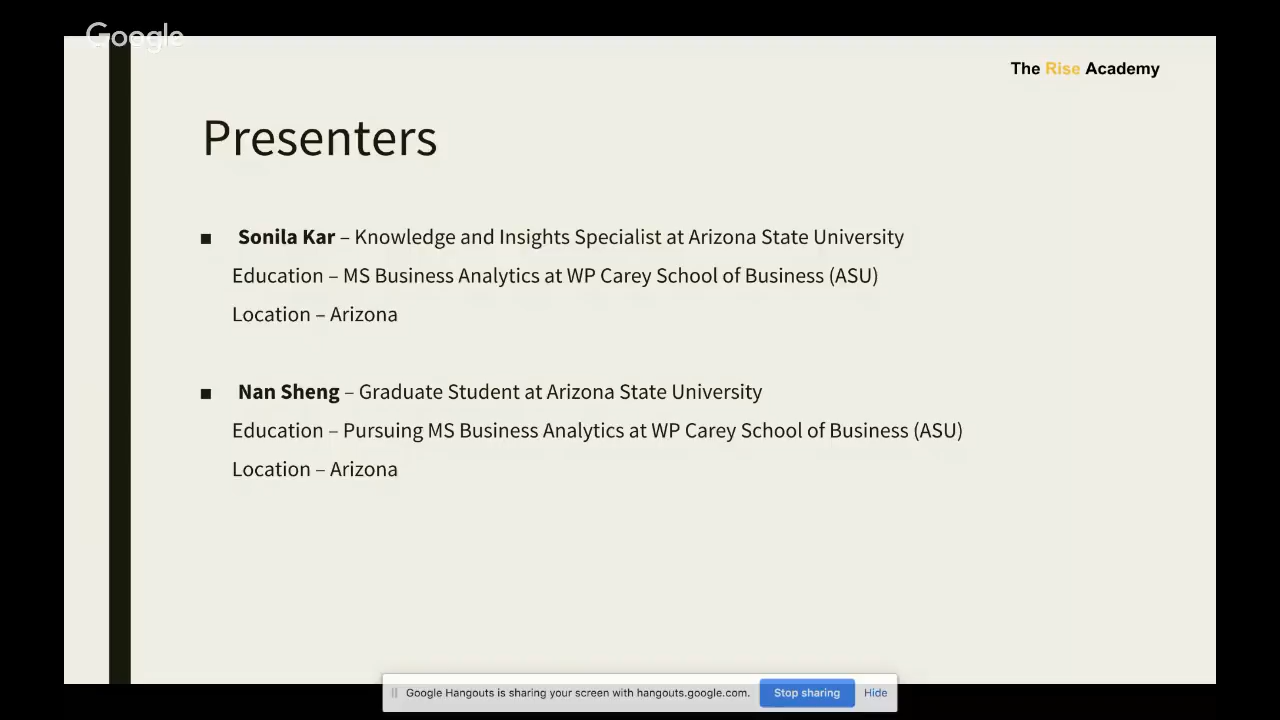 Google
The Rise Academy
Presenters
■ Sonila Kar – Knowledge and Insights Specialist at Arizona State University
Education – MS Business Analytics at WP Carey School of Business (ASU)
Location – Arizona
■ Nan Sheng – Graduate Student at Arizona State University
Education – Pursuing MS Business Analytics at WP Carey School of Business (ASU)
Location – Arizona
Google Hangouts is sharing your screen with hangouts.google.com. Stop sharing Hide